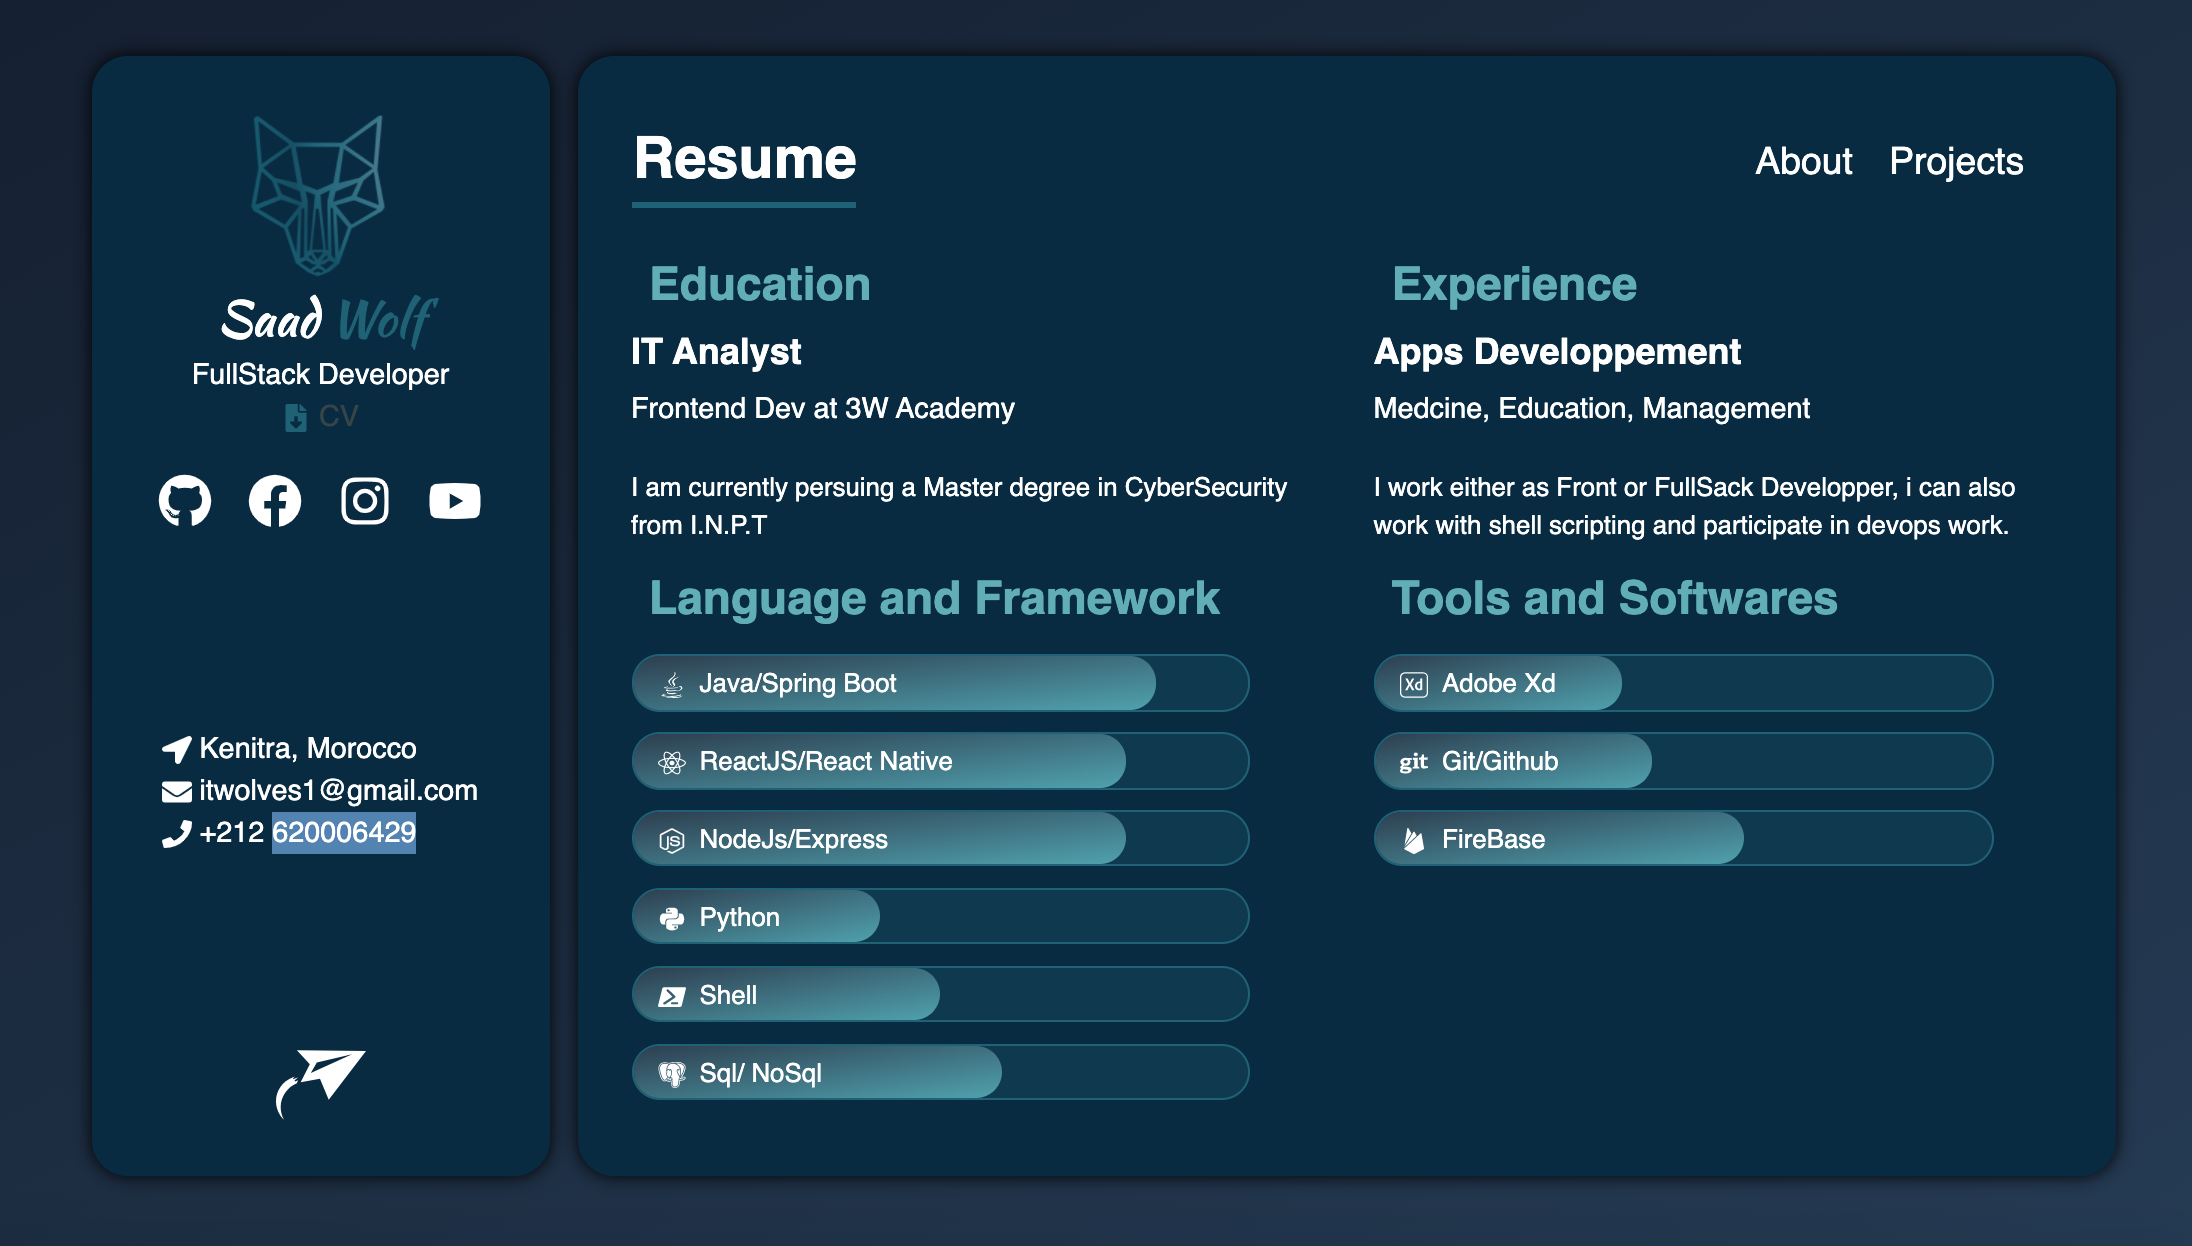 Saad Wolf
FullStack Developer
CV
Kenitra, Morocco
itwolves1@gmail.com
+212 620006429
Resume
About Projects
Education
IT Analyst
Frontend Dev at 3W Academy
I am currently persuing a Master degree in CyberSecurity
from I.N.P.T
Experience
Apps Developpement
Medcine, Education, Management
I work either as Front or FullSack Developper, i can also
work with shell scripting and participate in devops work.
Language and Framework
Java/Spring Boot
ReactJS/React Native
JS NodeJs/Express
Python
Shell
Sql/ NoSql
Tools and Softwares
Xd Adobe Xd
git Git/Github
FireBase